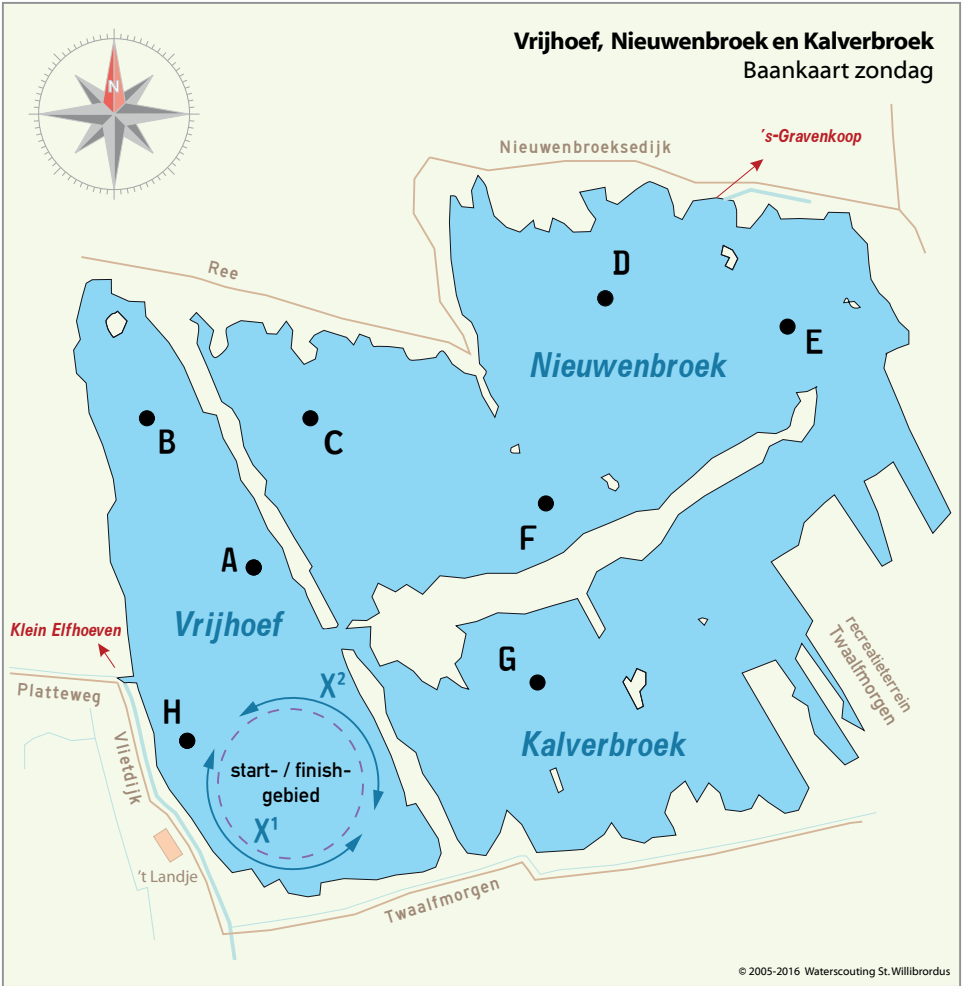 Vrijhoef, Nieuwenbroek en Kalverbroek
Baankaart zondag
N
's-Gravenkoop
Nieuwenbroeksedijk
Ree
D
E
Nieuwenbroek
B
C
F
A
Vrijhoef
Klein Elfhoeven
Platteweg
G
X²
H
Kalverbroek
recreatieterrein
Twaalfmorgen
Vlietdijk
start- / finish-
gebied
X¹
't Landje
Twaalfmorgen
© 2005-2016 Waterscouting St.Willibrordus